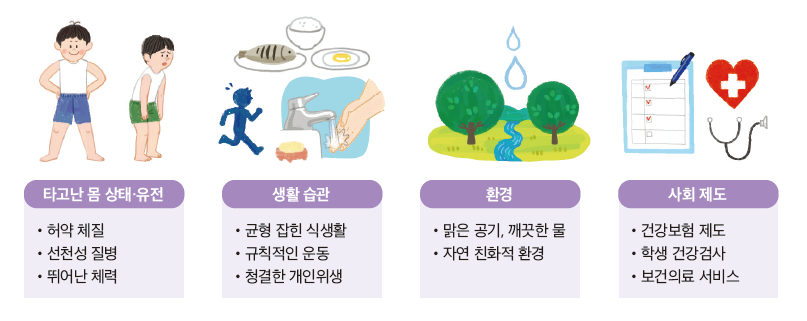 타고난 몸 상태·유전
• 허약 체질
• 선천성 질병
• 뛰어난 체력
생활 습관
• 균형 잡힌 식생활
• 규칙적인 운동
• 청결한 개인위생
환경
• 맑은 공기, 깨끗한 물
• 자연 친화적 환경
사회 제도
• 건강보험 제도
• 학생 건강검사
• 보건의료 서비스